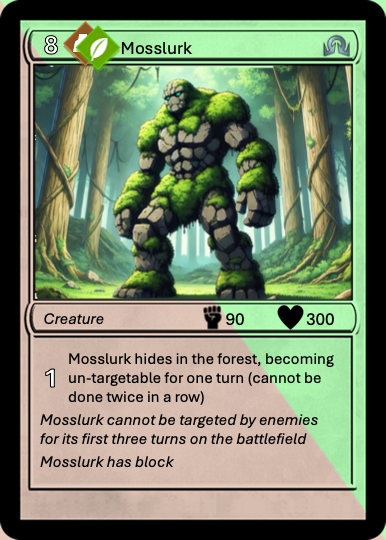 8 Mosslurk
Creature 90 300
Mosslurk hides in the forest, becoming
1 un-targetable for one turn (cannot be
done twice in a row)
Mosslurk cannot be targeted by enemies
for its first three turns on the battlefield
Mosslurk has block